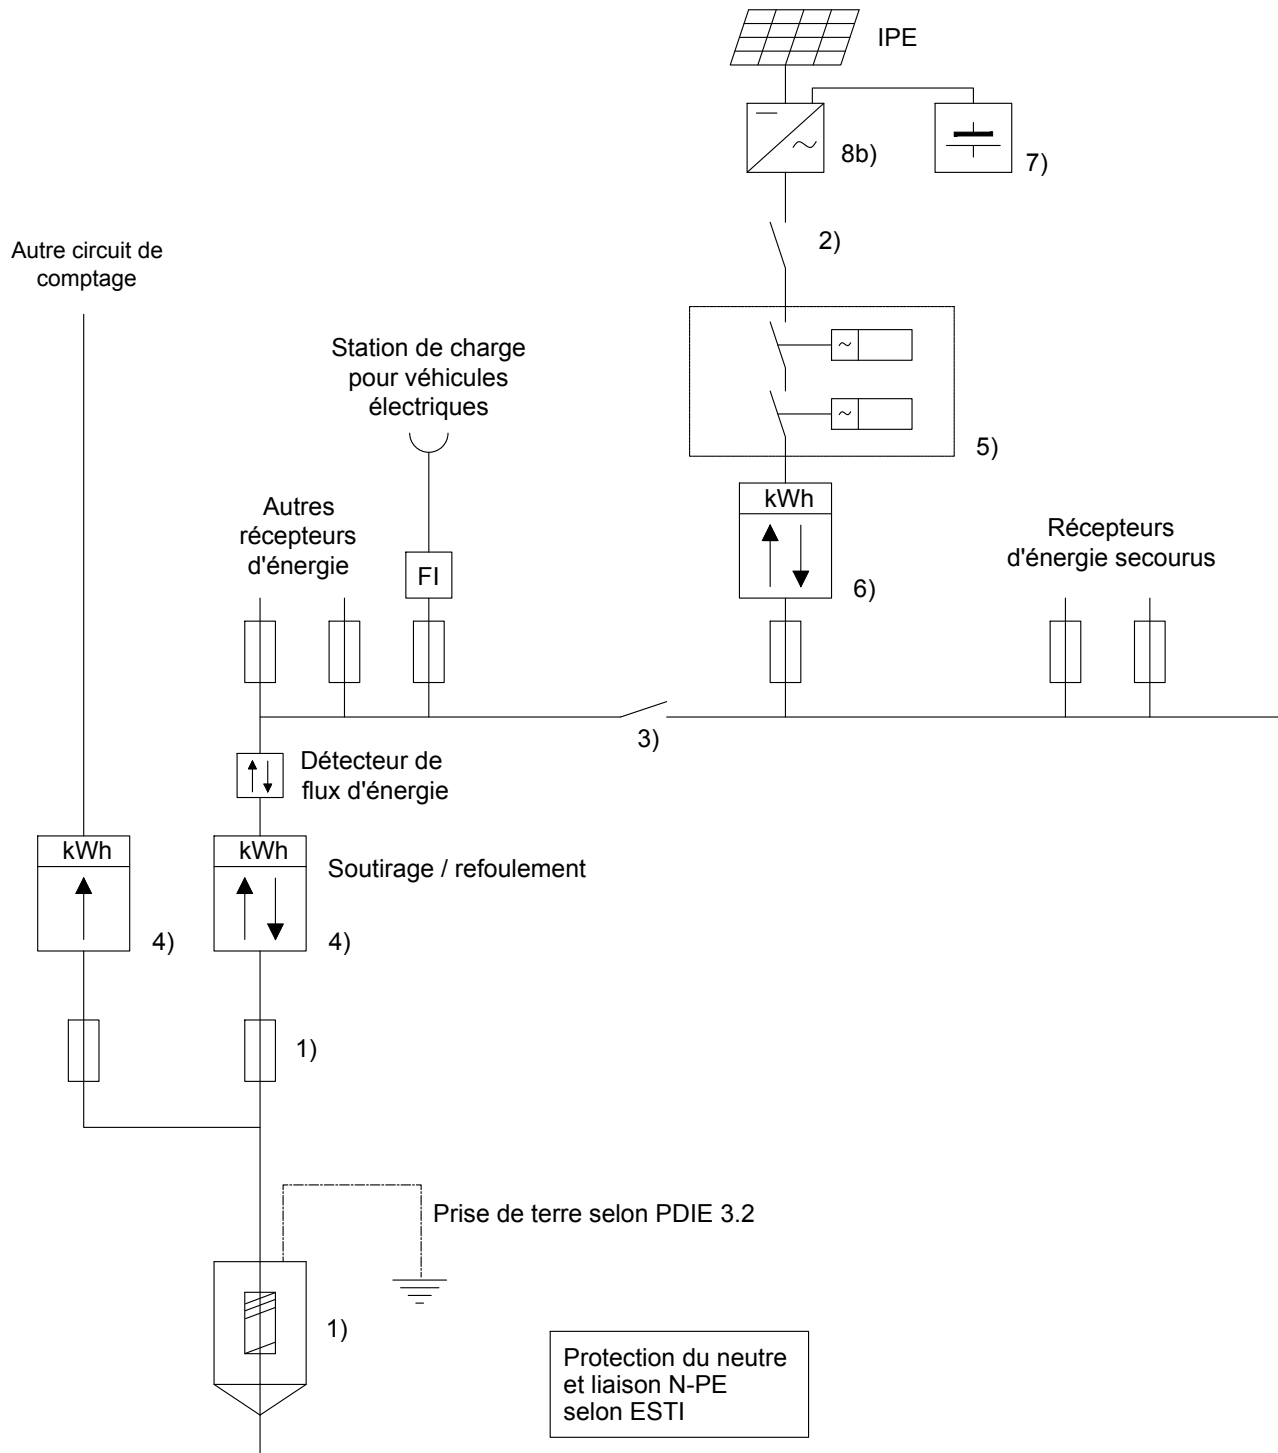 IPE
8b)
7)
2)
Autre circuit de
comptage
Station de charge
pour véhicules
électriques
~
~
5)
kWh
Autres
récepteurs
d'énergie
Récepteurs
d'énergie secourus
FI
6)
3)
Détecteur de
flux d'énergie
kWh
kWh
Soutirage / refoulement
4)
4)
1)
Prise de terre selon PDIE 3.2
1)
Protection du neutre
et liaison N-PE
selon ESTI